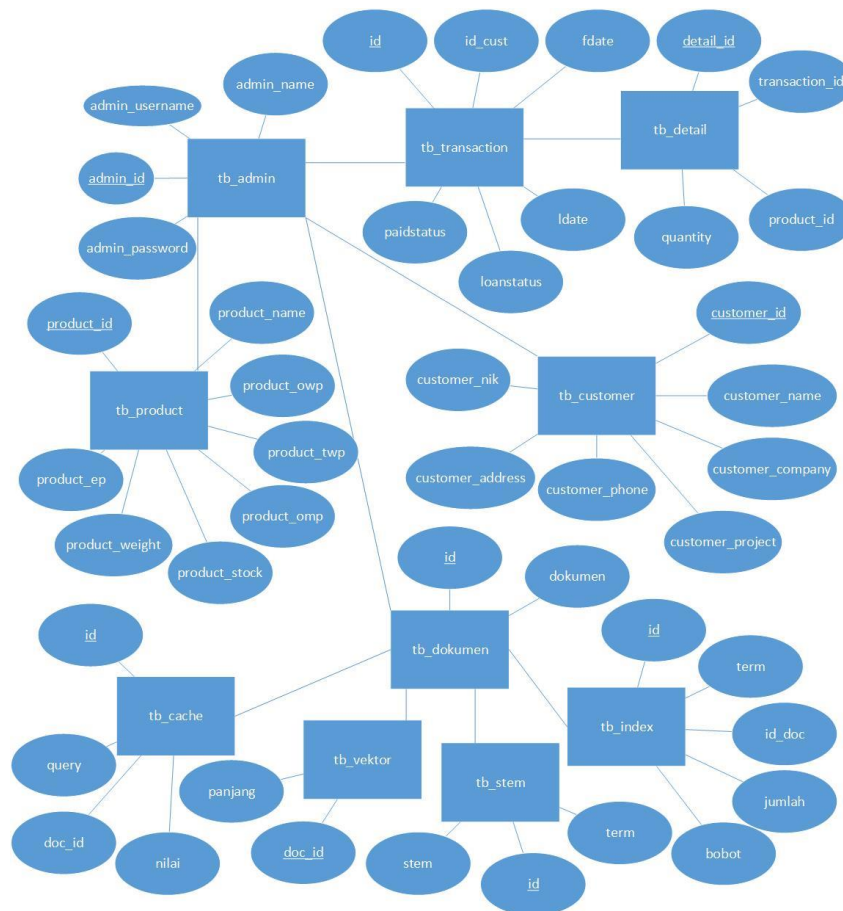 id
id_cust
fdate
detail_id
admin_name
transaction_id
admin_username
tb_transaction
tb_detail
tb_admin
admin_id
ldate
product_id
paidstatus
quantity
admin_password
loanstatus
product_name
customer_id
product_id
product_owp
customer_nik
tb_product
tb_customer
customer_name
product_twp
product_ep
customer_address
customer_phone
customer_company
product_omp
product_weight
customer_project
product_stock
id
dokumen
id
id
tb_dokumen
term
tb_cache
tb_index
id_doc
tb_vektor
query
tb_stem
panjang
jumlah
term
doc_id
doc_id
bobot
nilai
stem
id